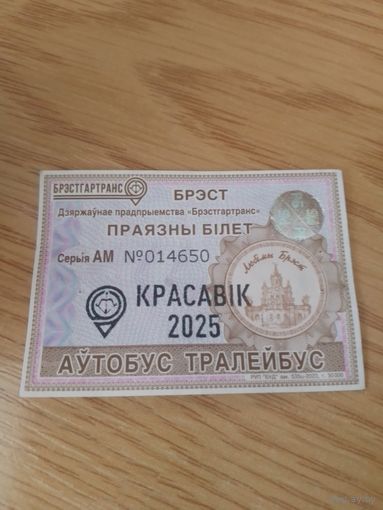 БРЭСТГАРТРАНС
БРЭСТ
Дзяржаўнае прадпрыемства «Брэстгартранс»
ПРАЯЗНЫ БІЛЕТ
Серыя АМ №014650
Любімы Брэст
КРАСАВІК
2025
АЎТОБУС ТРАЛЕЙБУС